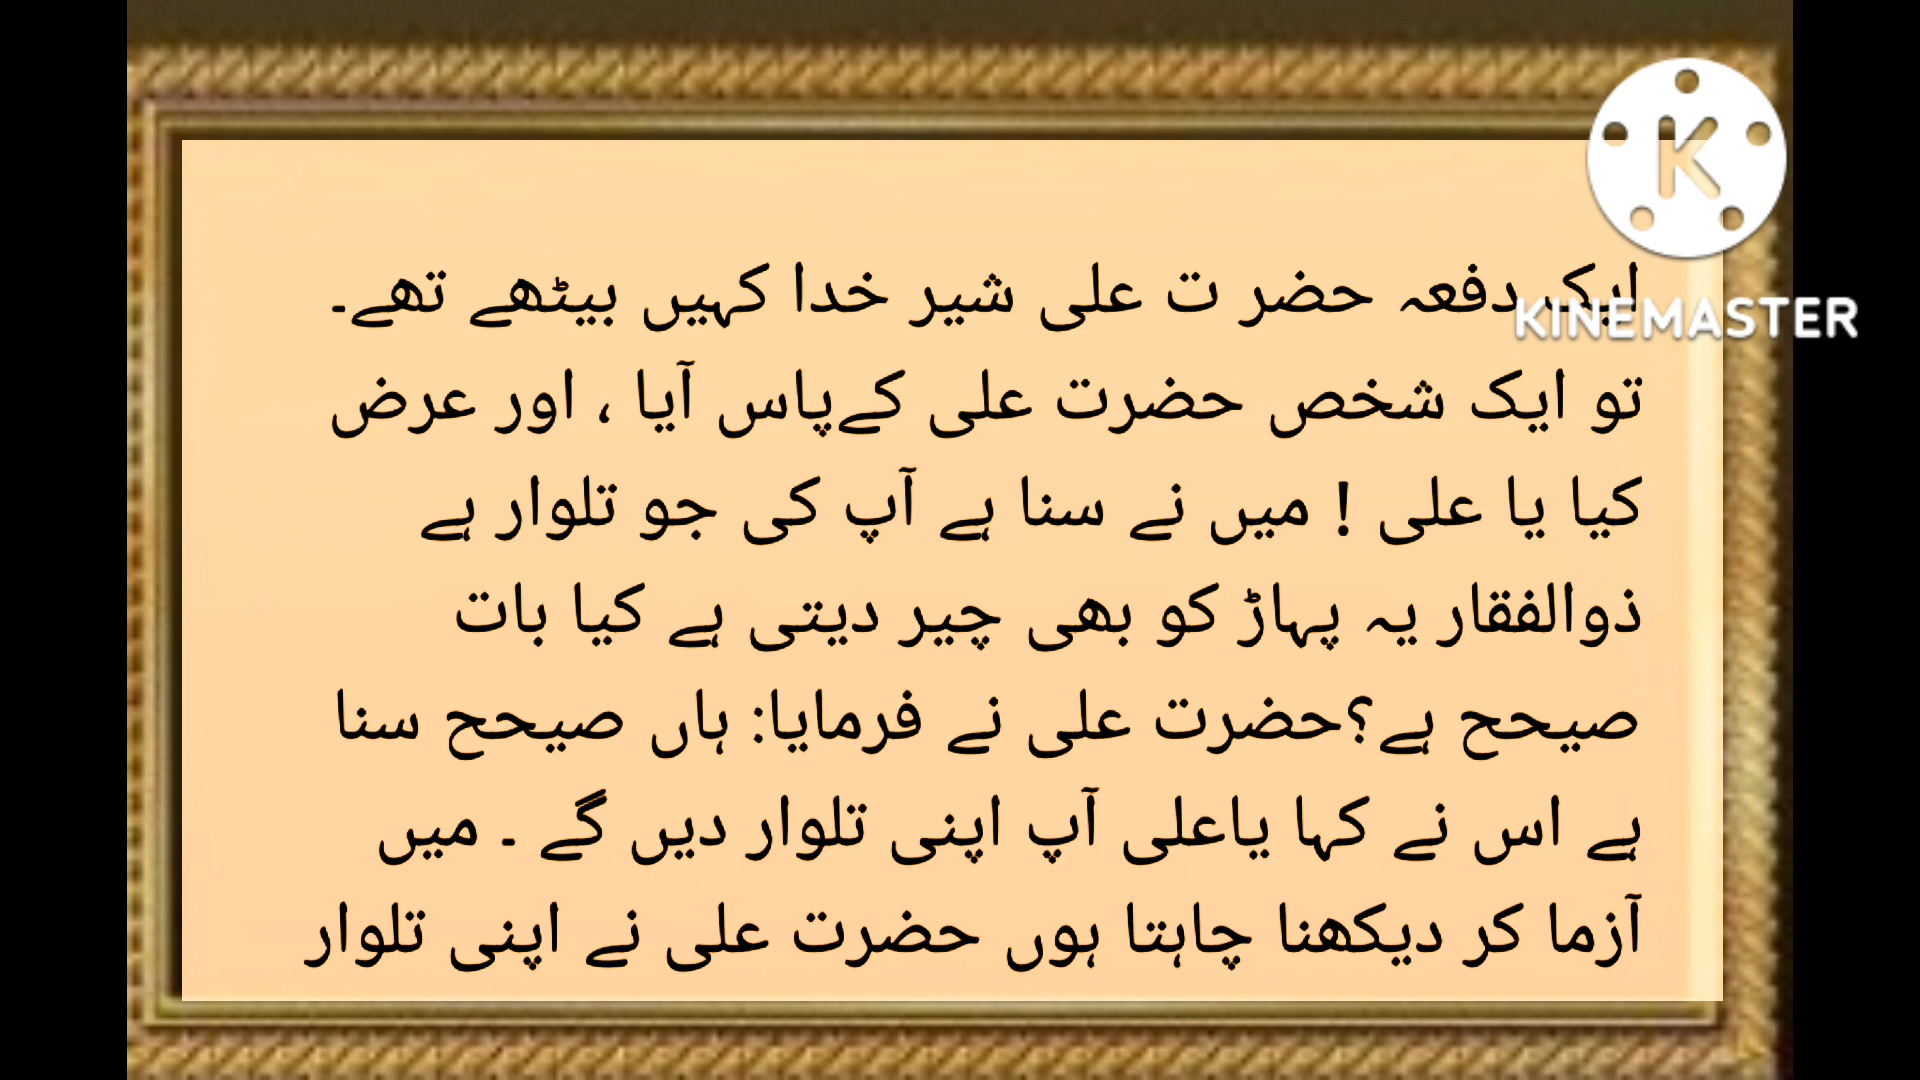 ایک دفعہ حضر ت علی شیر خدا کہیں بیٹھے تھے۔
تو ایک شخص حضرت علی کےپاس آیا ، اور عرض
کیا یا علی ! میں نے سنا ہے آپ کی جو تلوار ہے
ذوالفقار یہ پہاڑ کو بھی چیر دیتی ہے کیا بات
صیحح ہے؟حضرت علی نے فرمایا: ہاں صیحح سنا
ہے اس نے کہا یاعلی آپ اپنی تلوار دیں گے ۔ میں
آزما کر دیکھنا چاہتا ہوں حضرت علی نے اپنی تلوار
K
KINEMASTER